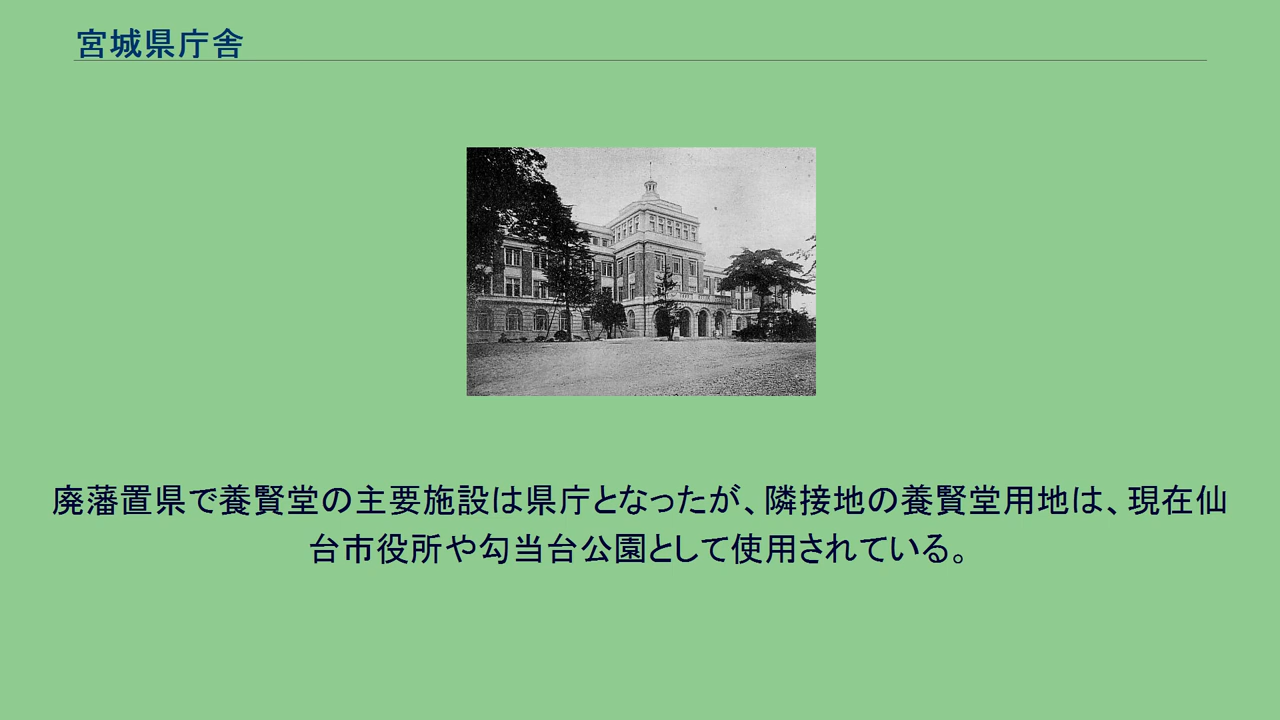 宮城県庁舎
廃藩置県で養賢堂の主要施設は県庁となったが、隣接地の養賢堂用地は、現在仙
台市役所や勾当台公園として使用されている。